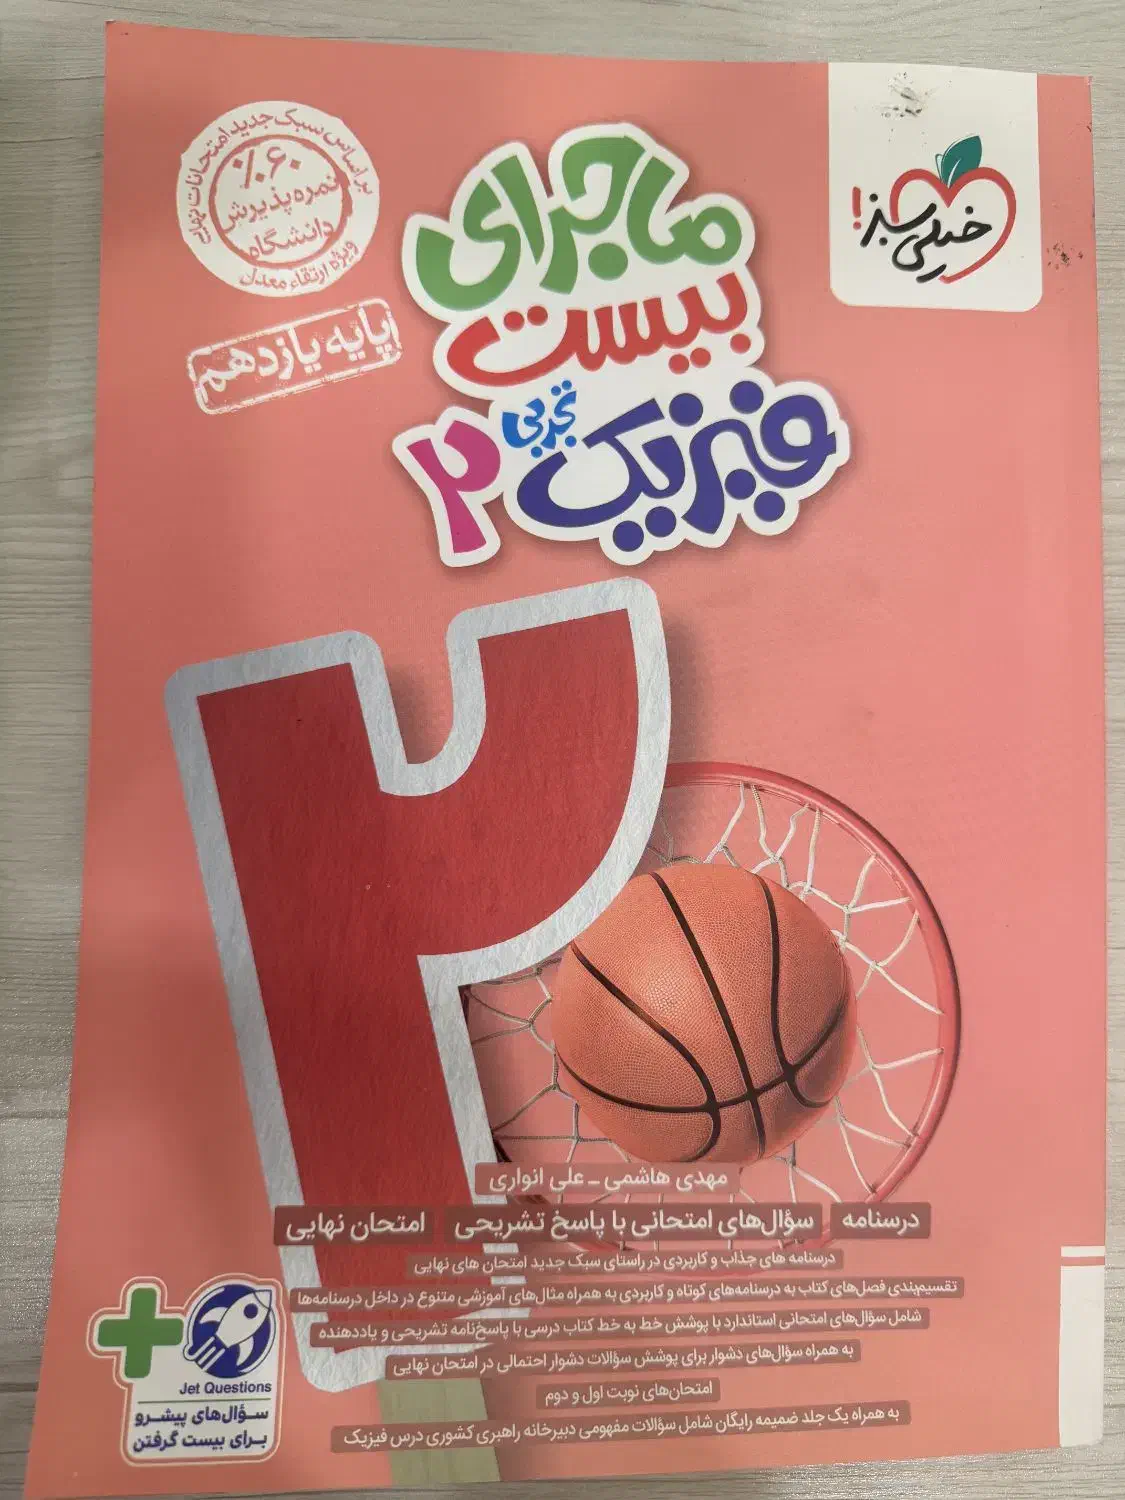 خیلی سبز!
بر اساس سبک جدید امتحانات نهایی
۶۰٪
نمره پذیرش
دانشگاه
ویژه ارتقاء معدل
پایه یازدهم
ماجرای
بیست
فیزیک تجربی ۲
۲
مهدی هاشمی ـ علی انواری
درسنامه سؤال‌های امتحانی با پاسخ تشریحی امتحان نهایی
درسنامه های جذاب و کاربردی در راستای سبک جدید امتحان های نهایی
تقسیم‌بندی فصل‌های کتاب به درسنامه‌های کوتاه و کاربردی به همراه مثال‌های آموزشی متنوع در داخل درسنامه‌ها
شامل سؤال‌های امتحانی استاندارد با پوشش خط به خط کتاب درسی با پاسخ‌نامه تشریحی و یاددهنده
به همراه سؤال‌های دشوار برای پوشش سؤالات دشوار احتمالی در امتحان نهایی
امتحان‌های نوبت اول و دوم
به همراه یک جلد ضمیمه رایگان شامل سؤالات مفهومی دبیرخانه راهبری کشوری درس فیزیک
Jet Questions
سؤال‌های پیشرو
برای بیست گرفتن